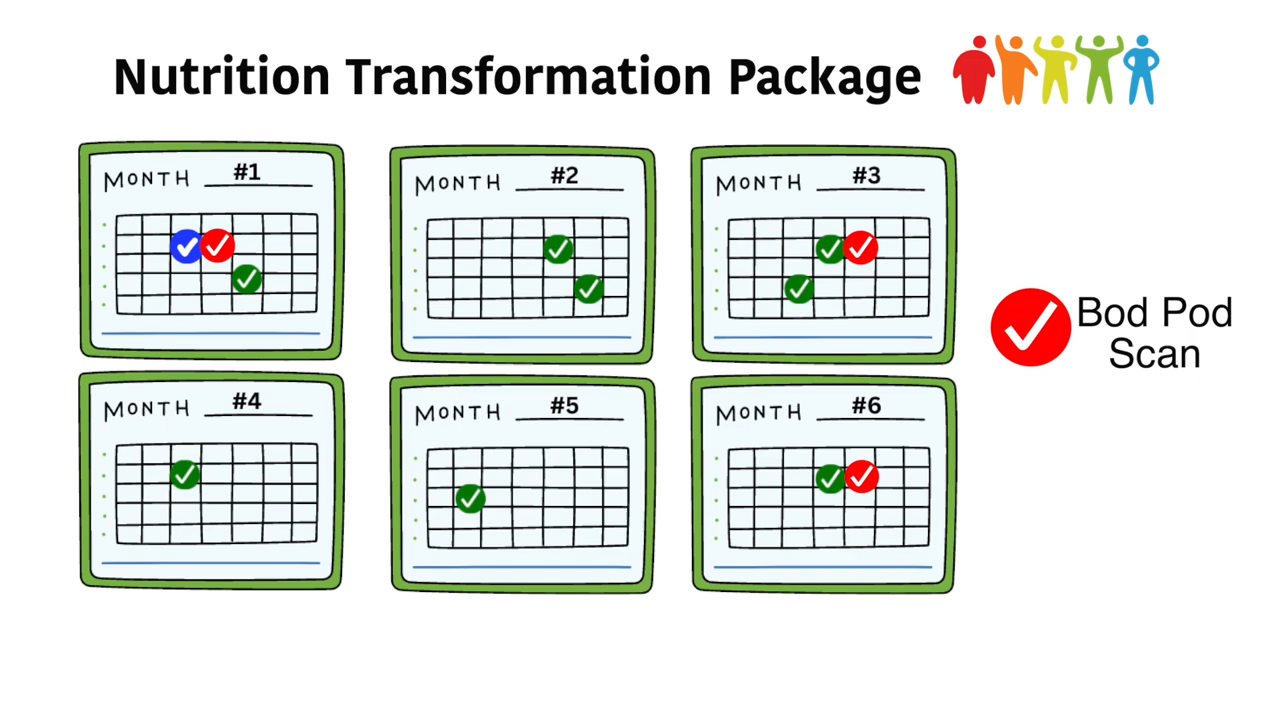 Nutrition Transformation Package
MONTH #1
MONTH #2
MONTH #3
Bod Pod
Scan
MONTH #4
MONTH #5
MONTH #6